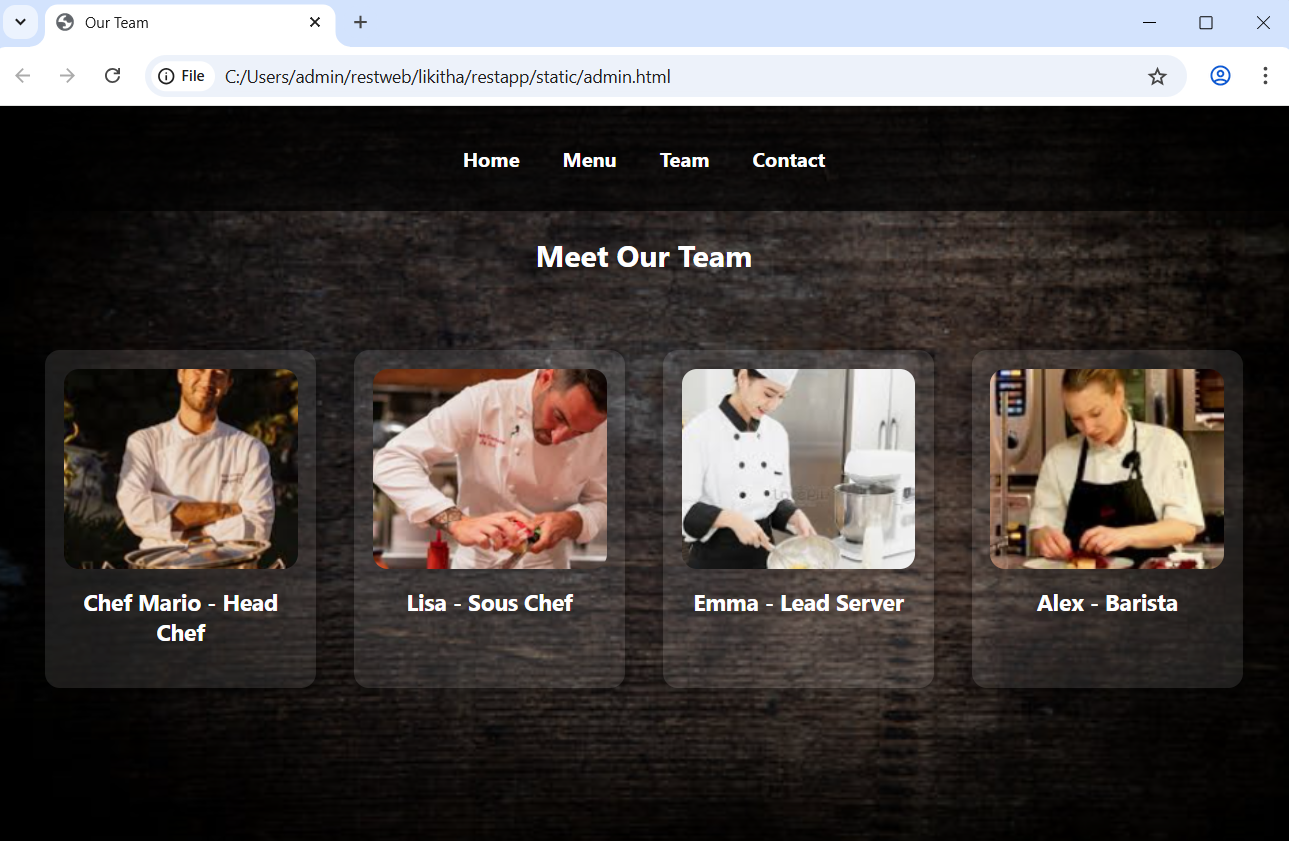 Our Team
File C:/Users/admin/restweb/likitha/restapp/static/admin.html
Home Menu Team Contact
Meet Our Team
Chef Mario - Head
Chef
Lisa - Sous Chef
Emma - Lead Server
Alex - Barista